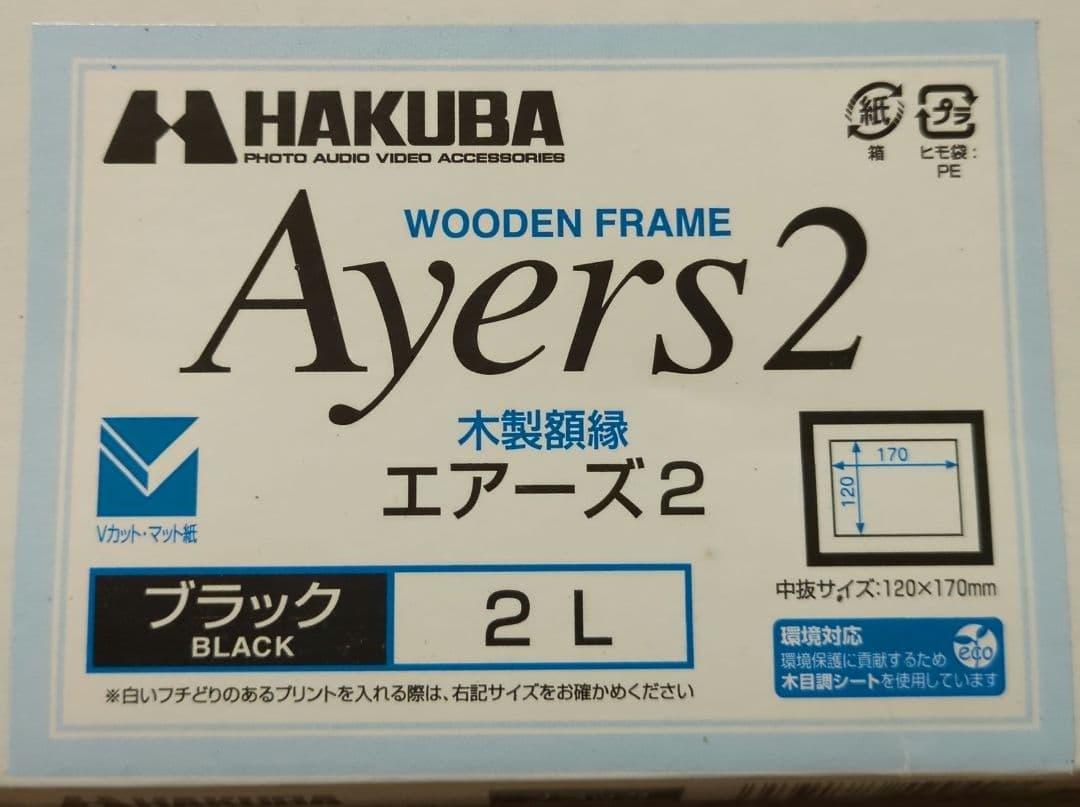 HAKUBA
PHOTO AUDIO VIDEO ACCESSORIES
紙
箱
プラ
ヒモ袋:
PE
WOODEN FRAME
Ayers2
木製額縁
エアーズ2
Vカット・マット紙
170
120
中抜サイズ:120×170mm
ブラック
BLACK
2L
環境対応
環境保護に貢献するため
木目調シートを使用しています
eco
※白いフチどりのあるプリントを入れる際は、右記サイズをお確かめください
HAKUBA